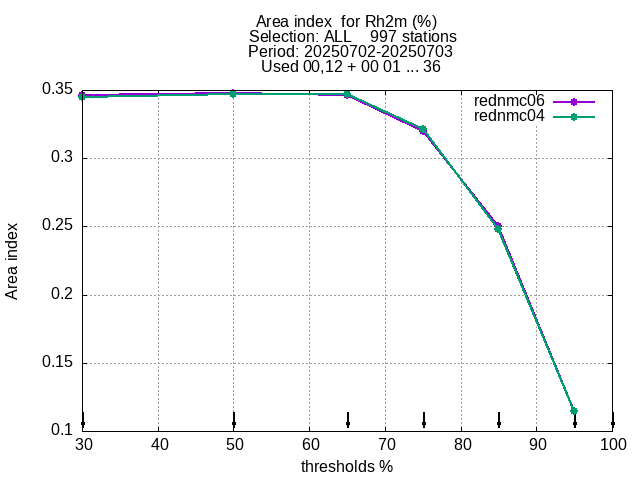 Area index  for Rh2m (%)
Selection: ALL    997 stations
Period: 20250702-20250703
Used 00,12 + 00 01 ... 36
rednmc06
rednmc04
0.35
0.3
0.25
0.2
0.15
0.1
Area index
30 40 50 60 70 80 90 100
thresholds %